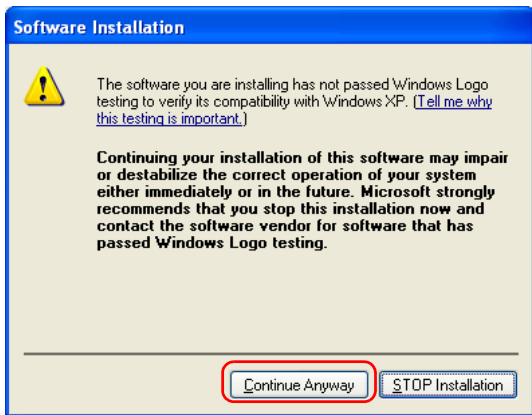 Software Installation
The software you are installing has not passed Windows Logo
testing to verify its compatibility with Windows XP. (Tell me why
this testing is important.)
Continuing your installation of this software may impair
or destabilize the correct operation of your system
either immediately or in the future. Microsoft strongly
recommends that you stop this installation now and
contact the software vendor for software that has
passed Windows Logo testing.
Continue Anyway
STOP Installation